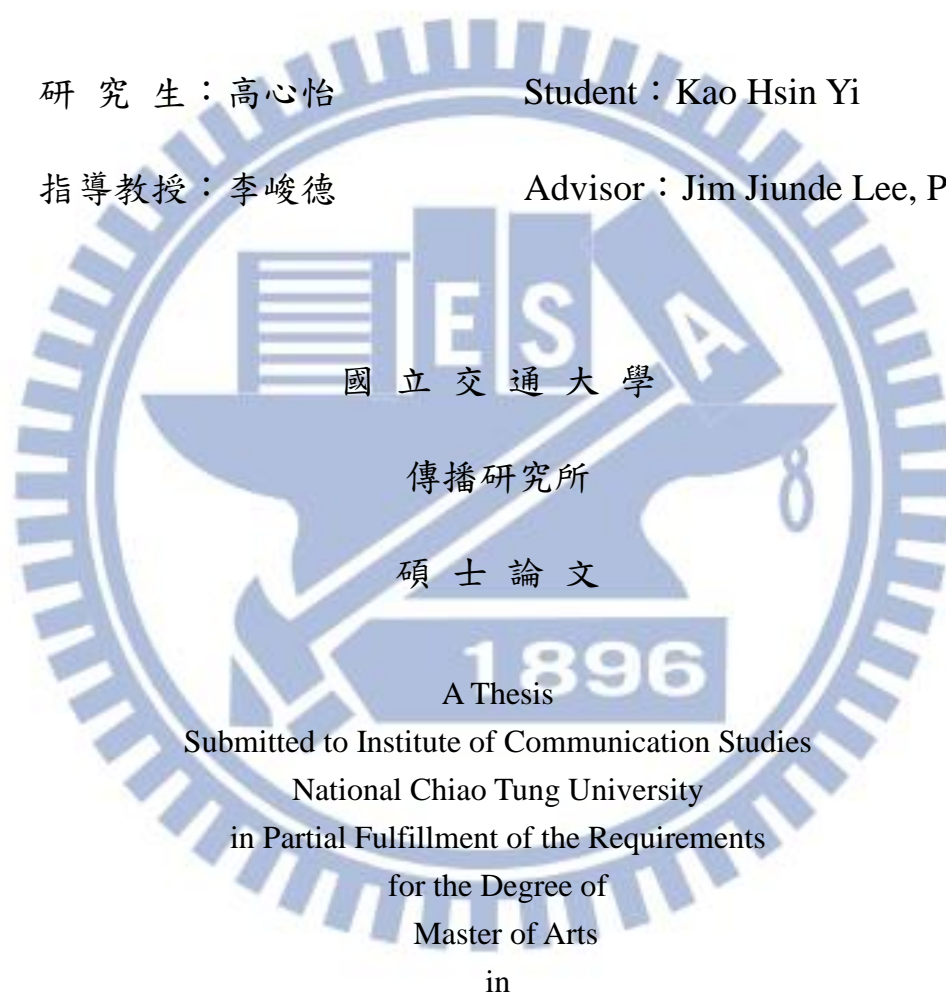 研 究 生：高心怡 Student：Kao Hsin Yi
指導教授：李峻德 Advisor：Jim Jiunde Lee, P
E S A
國 立 交 通 大 學
傳播研究所
碩 士 論 文
1896
A Thesis
Submitted to Institute of Communication Studies
National Chiao Tung University
in Partial Fulfillment of the Requirements
for the Degree of
Master of Arts
in